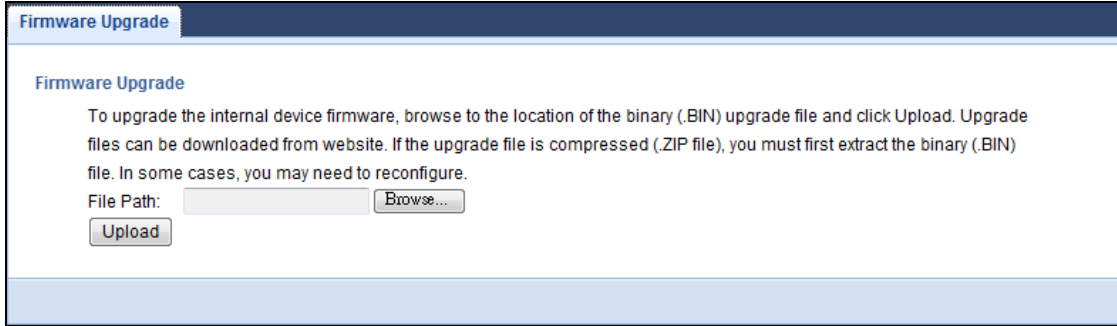 Firmware Upgrade
Firmware Upgrade
To upgrade the internal device firmware, browse to the location of the binary (.BIN) upgrade file and click Upload. Upgrade
files can be downloaded from website. If the upgrade file is compressed (.ZIP file), you must first extract the binary (.BIN)
file. In some cases, you may need to reconfigure.
File Path: Browse...
Upload